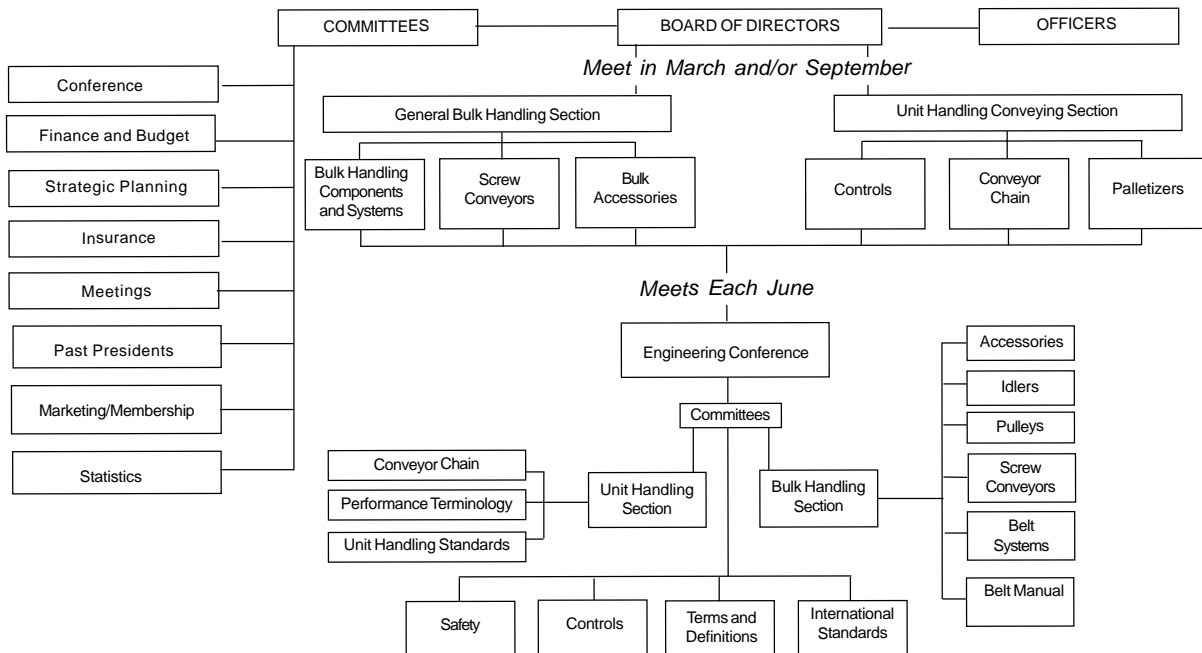 COMMITTEES
BOARD OF DIRECTORS
OFFICERS
Meet in March and/or September
Conference
Finance and Budget
Strategic Planning
Insurance
Meetings
Past Presidents
Marketing/Membership
Statistics
General Bulk Handling Section
Unit Handling Conveying Section
Bulk Handling
Components
and Systems
Screw
Conveyors
Bulk
Accessories
Controls
Conveyor
Chain
Palletizers
Meets Each June
Engineering Conference
Committees
Conveyor Chain
Performance Terminology
Unit Handling Standards
Unit Handling
Section
Bulk Handling
Section
Accessories
Idlers
Pulleys
Screw
Conveyors
Belt
Systems
Belt Manual
Safety
Controls
Terms and
Definitions
International
Standards